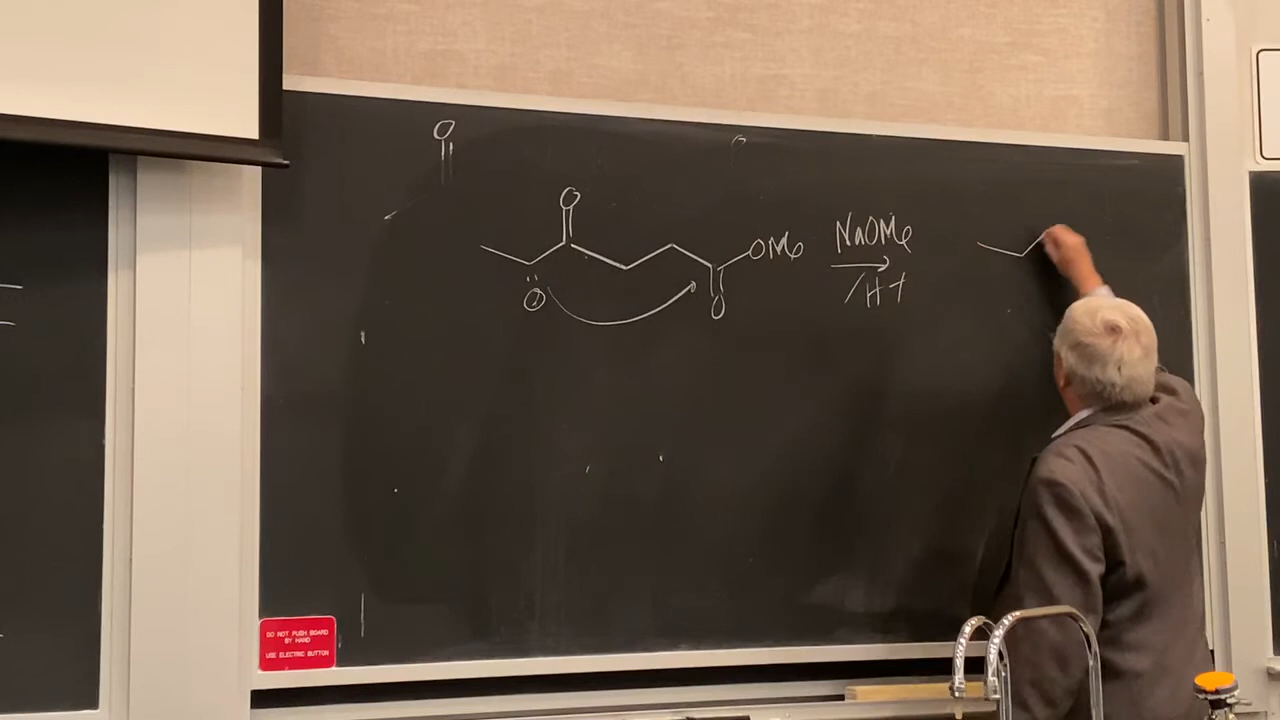 O
O
OMe
O
NaOMe
/H+
⊖
DO NOT PUSH BOARD
BY HAND
USE ELECTRIC BUTTON